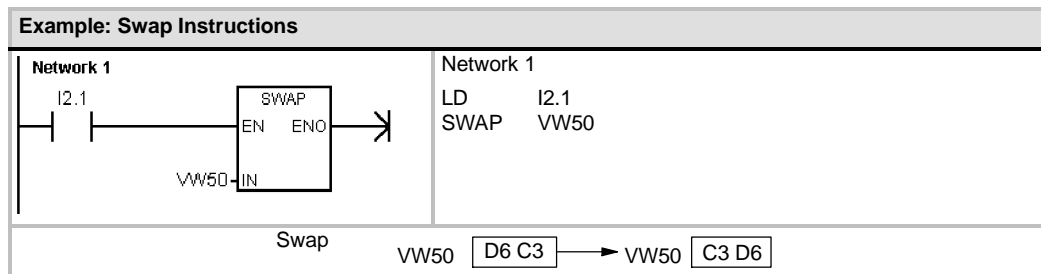 Example: Swap Instructions
Network 1
I2.1
SWAP
EN ENO
VW50 IN
Network 1
LD I2.1
SWAP VW50
Swap VW50 D6 C3 VW50 C3 D6